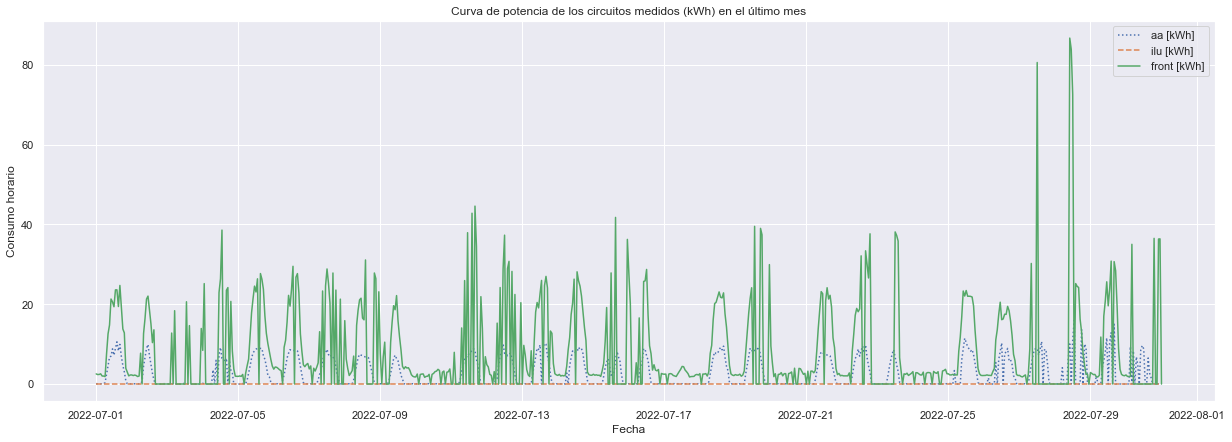 Curva de potencia de los circuitos medidos (kWh) en el último mes
aa [kWh]
ilu [kWh]
front [kWh]
Consumo horario
80
60
40
20
0
2022-07-01
2022-07-05
2022-07-09
2022-07-13
2022-07-17
2022-07-21
2022-07-25
2022-07-29
2022-08-01
Fecha